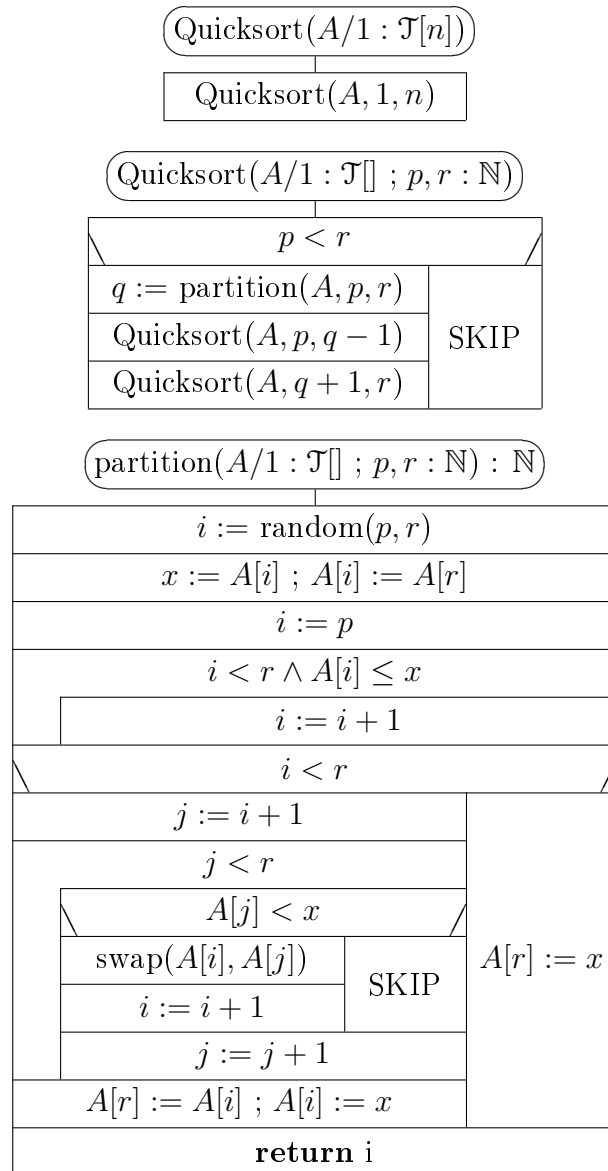 Quicksort(A/1 : 𝒯[n])
Quicksort(A, 1, n)
Quicksort(A/1 : 𝒯[] ; p, r : ℕ)
p < r
q := partition(A, p, r)
Quicksort(A, p, q − 1)
SKIP
Quicksort(A, q + 1, r)
partition(A/1 : 𝒯[] ; p, r : ℕ) : ℕ
i := random(p, r)
x := A[i] ; A[i] := A[r]
i := p
i < r ∧ A[i] ≤ x
i := i + 1
i < r
j := i + 1
j < r
A[j] < x
swap(A[i], A[j])
SKIP
A[r] := x
i := i + 1
j := j + 1
A[r] := A[i] ; A[i] := x
return i